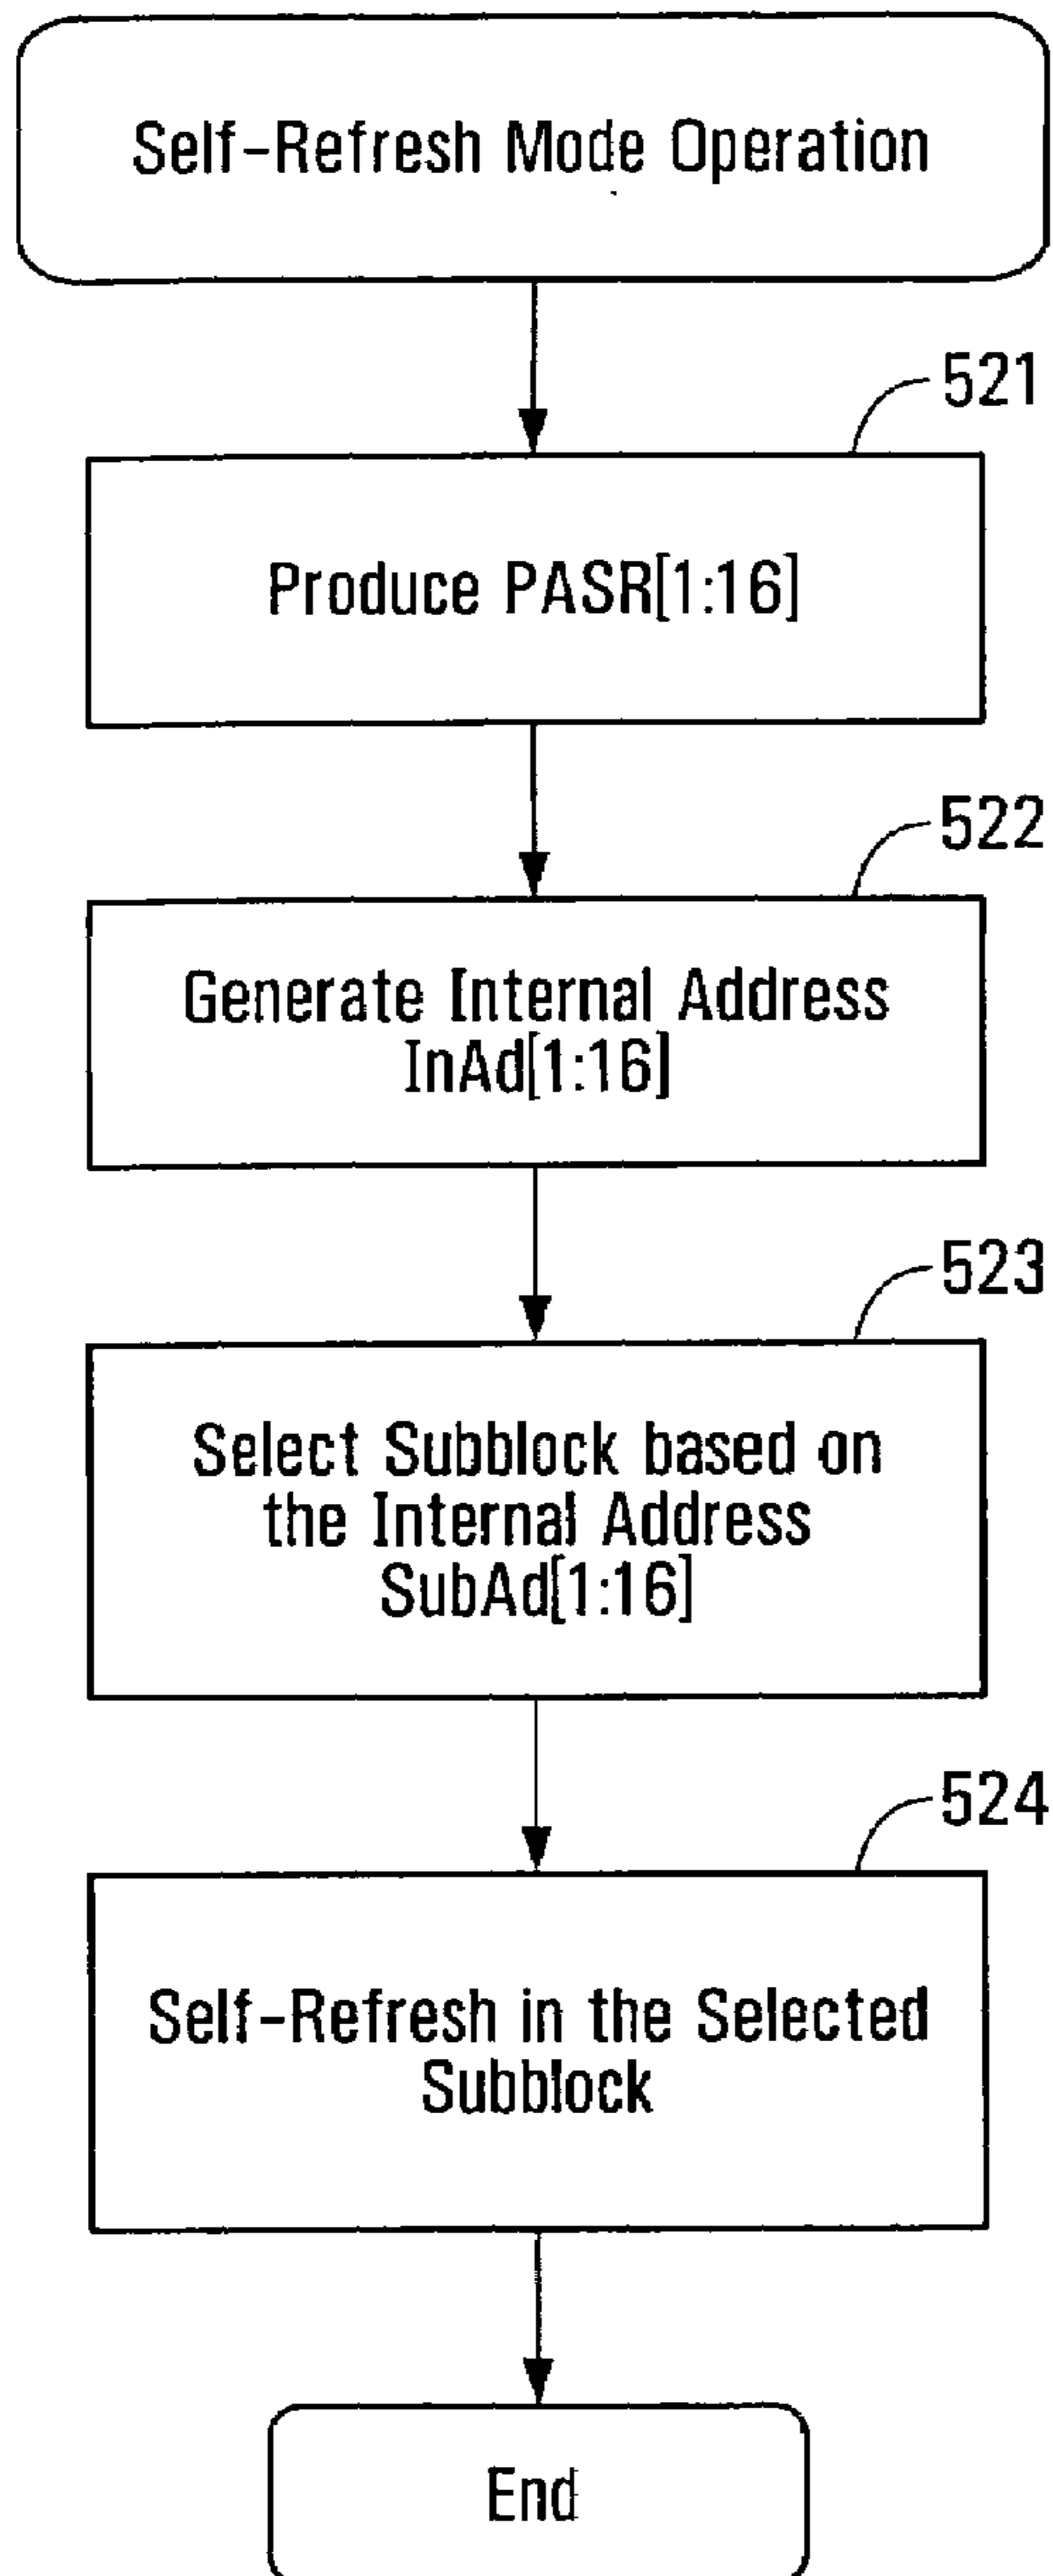 Self-Refresh Mode Operation
521
Produce PASR[1:16]
522
Generate Internal Address
InAd[1:16]
523
Select Subblock based on
the Internal Address
SubAd[1:16]
524
Self-Refresh in the Selected
Subblock
End